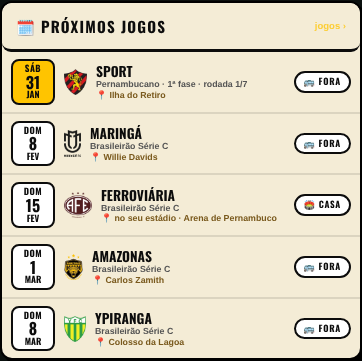 PRÓXIMOS JOGOS
jogos ›
SÁB
31
JAN
SPORT
Pernambucano · 1ª fase · rodada 1/7
Ilha do Retiro
FORA
DOM
8
FEV
MARINGÁ
Brasileirão Série C
Willie Davids
FORA
DOM
15
FEV
AFE
FERROVIÁRIA
Brasileirão Série C
no seu estádio · Arena de Pernambuco
CASA
DOM
1
MAR
AMAZONAS
Brasileirão Série C
Carlos Zamith
FORA
DOM
8
MAR
YPIRANGA
Brasileirão Série C
Colosso da Lagoa
FORA